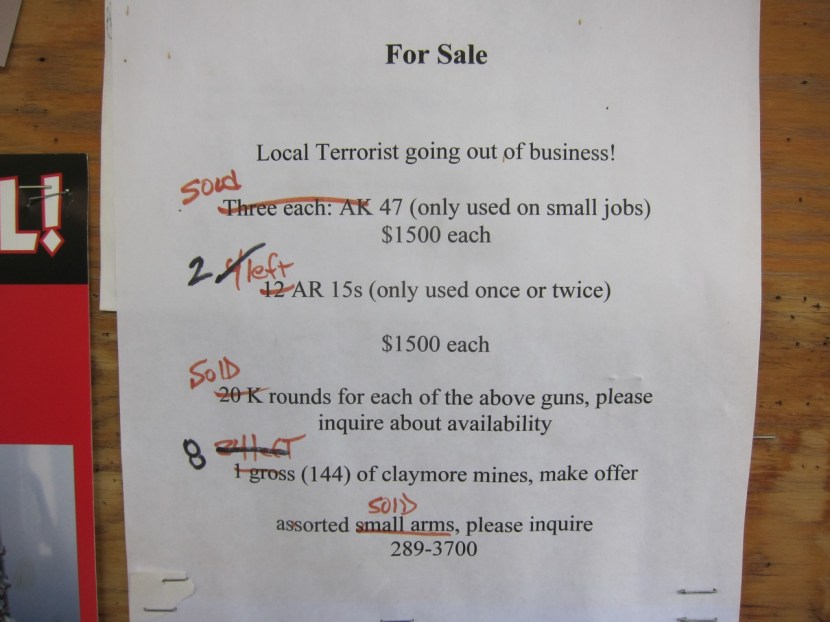 For Sale
Local Terrorist going out of business!
Sold
Three each: AK 47 (only used on small jobs)
$1500 each
2 4 left
12 AR 15s (only used once or twice)
$1500 each
SOLD
20 K rounds for each of the above guns, please
inquire about availability
8
1 gross (144) of claymore mines, make offer
SOLD
assorted small arms, please inquire
289-3700
L!